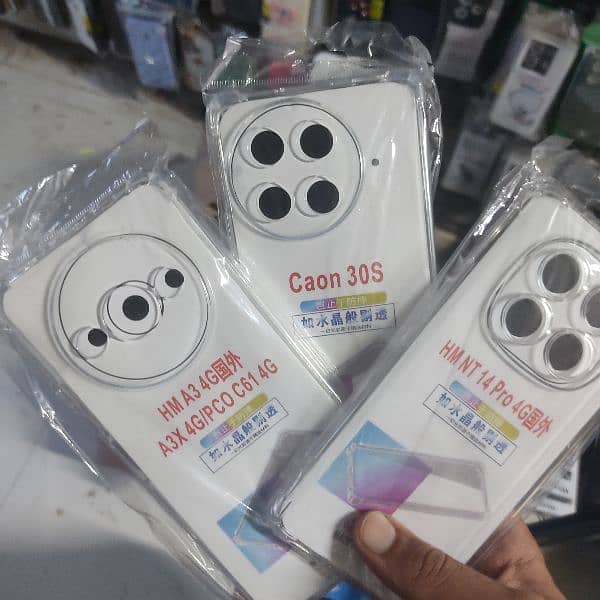 Caon 30S
如水晶般剔透
HM A3 4G国外
A3X 4G/PCO C61 4G
如水晶般剔透
HM NT 14 Pro 4G国外
如水晶般剔透